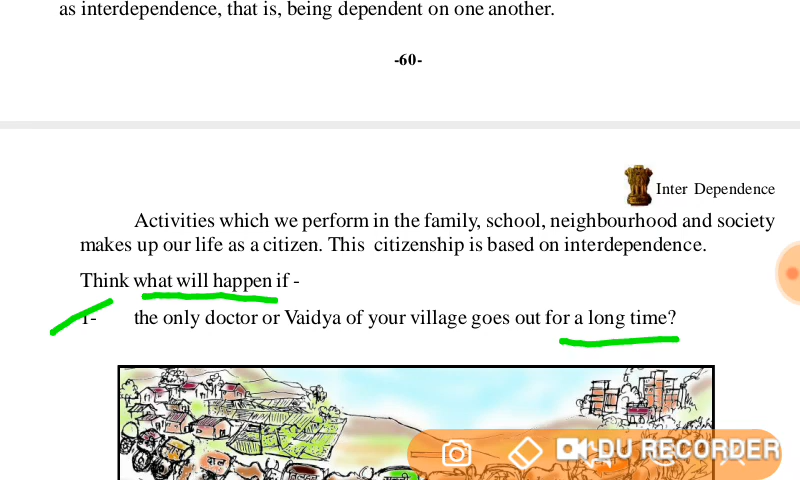 as interdependence, that is, being dependent on one another.
-60-
Inter Dependence
Activities which we perform in the family, school, neighbourhood and society
makes up our life as a citizen. This citizenship is based on interdependence.
Think what will happen if -
1- the only doctor or Vaidya of your village goes out for a long time?
DU RECORDER